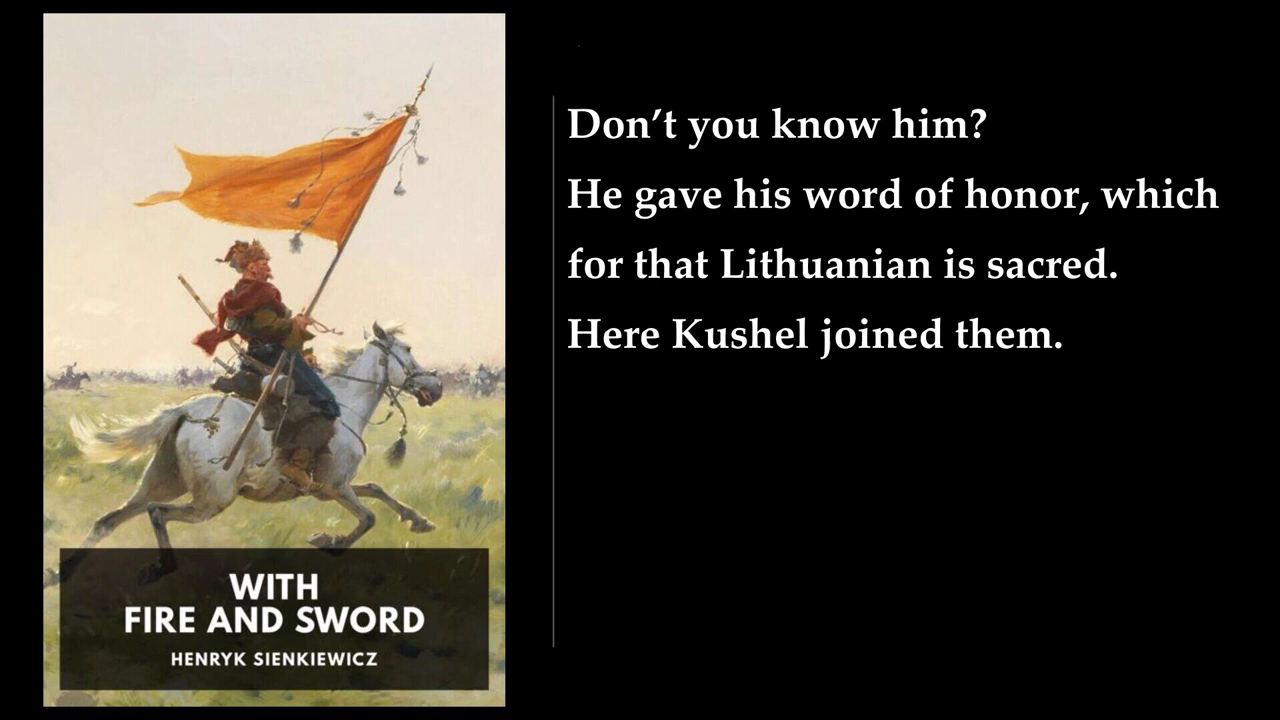 Don’t you know him?
He gave his word of honor, which
for that Lithuanian is sacred.
Here Kushel joined them.
WITH
FIRE AND SWORD
HENRYK SIENKIEWICZ